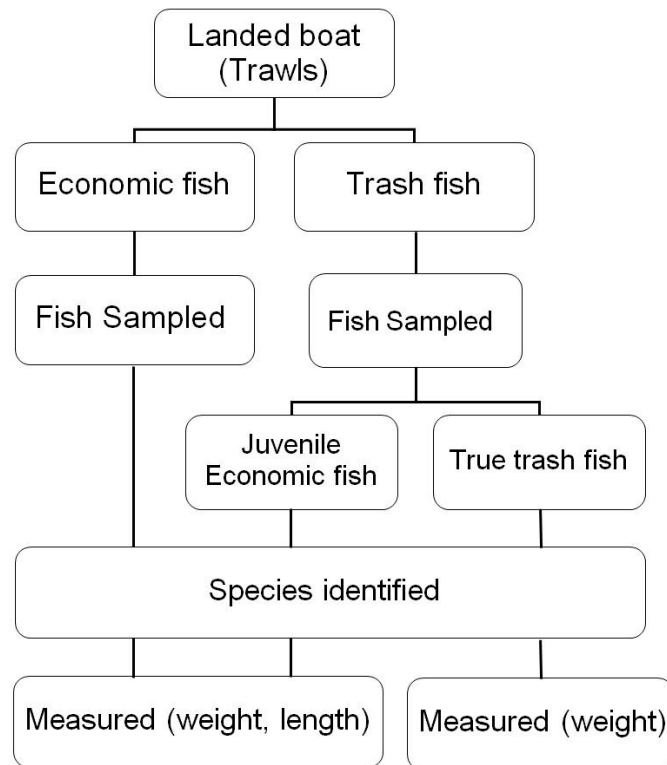 Landed boat
(Trawls)
Economic fish
Trash fish
Fish Sampled
Fish Sampled
Juvenile
Economic fish
True trash fish
Species identified
Measured (weight, length)
Measured (weight)